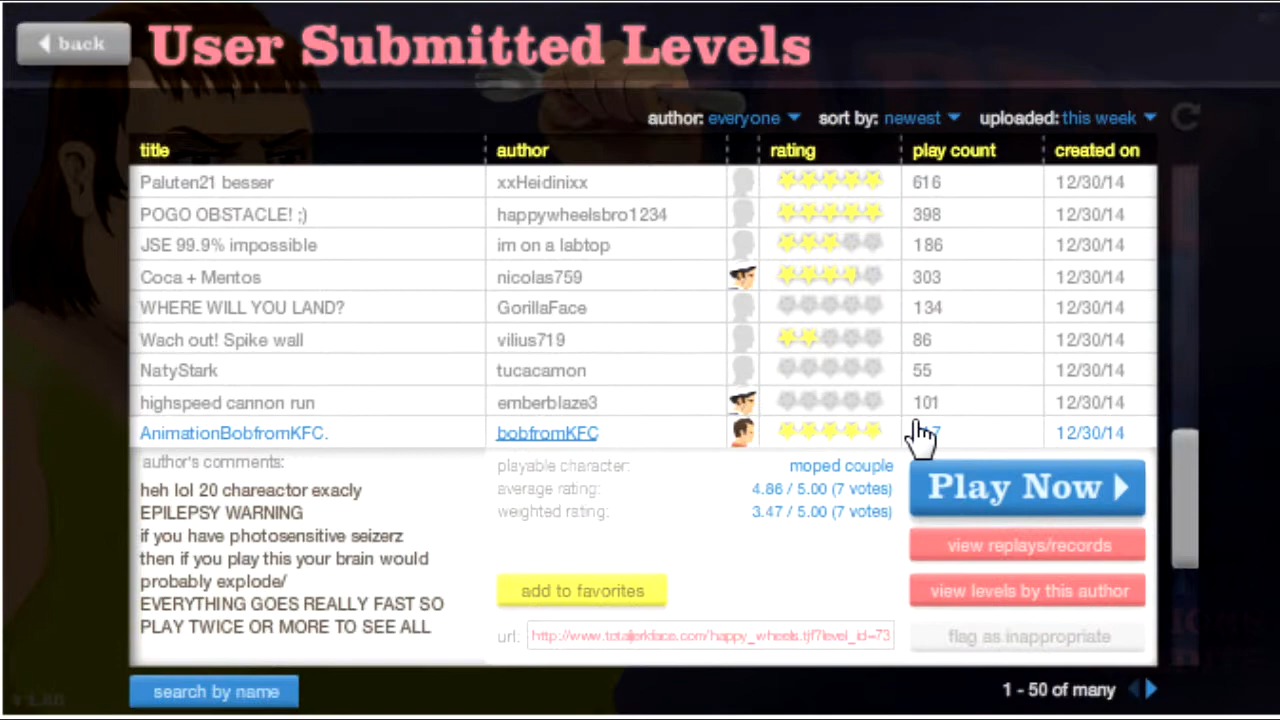 back
User Submitted Levels
author: everyone sort by: newest uploaded: this week
title author rating play count created on
Paluten21 besser xxHeidinixx 616 12/30/14
POGO OBSTACLE! ;) happywheelsbro1234 398 12/30/14
JSE 99.9% impossible im on a labtop 186 12/30/14
Coca + Mentos nicolas759 303 12/30/14
WHERE WILL YOU LAND? GorillaFace 134 12/30/14
Wach out! Spike wall vilius719 86 12/30/14
NatyStark tucacamon 55 12/30/14
highspeed cannon run emberblaze3 101 12/30/14
AnimationBobfromKFC. bobfromKFC 12/30/14
author's comments:
heh lol 20 chareactor exacly
EPILEPSY WARNING
if you have photosensitive seizerz
then if you play this your brain would
probably explode/
EVERYTHING GOES REALLY FAST SO
PLAY TWICE OR MORE TO SEE ALL
playable character: moped couple
average rating: 4.86 / 5.00 (7 votes)
weighted rating: 3.47 / 5.00 (7 votes)
add to favorites
url: http://www.totaljerkface.com/happy_wheels.tjf?level_id=73
Play Now
view replays/records
view levels by this author
flag as inappropriate
search by name
1 - 50 of many